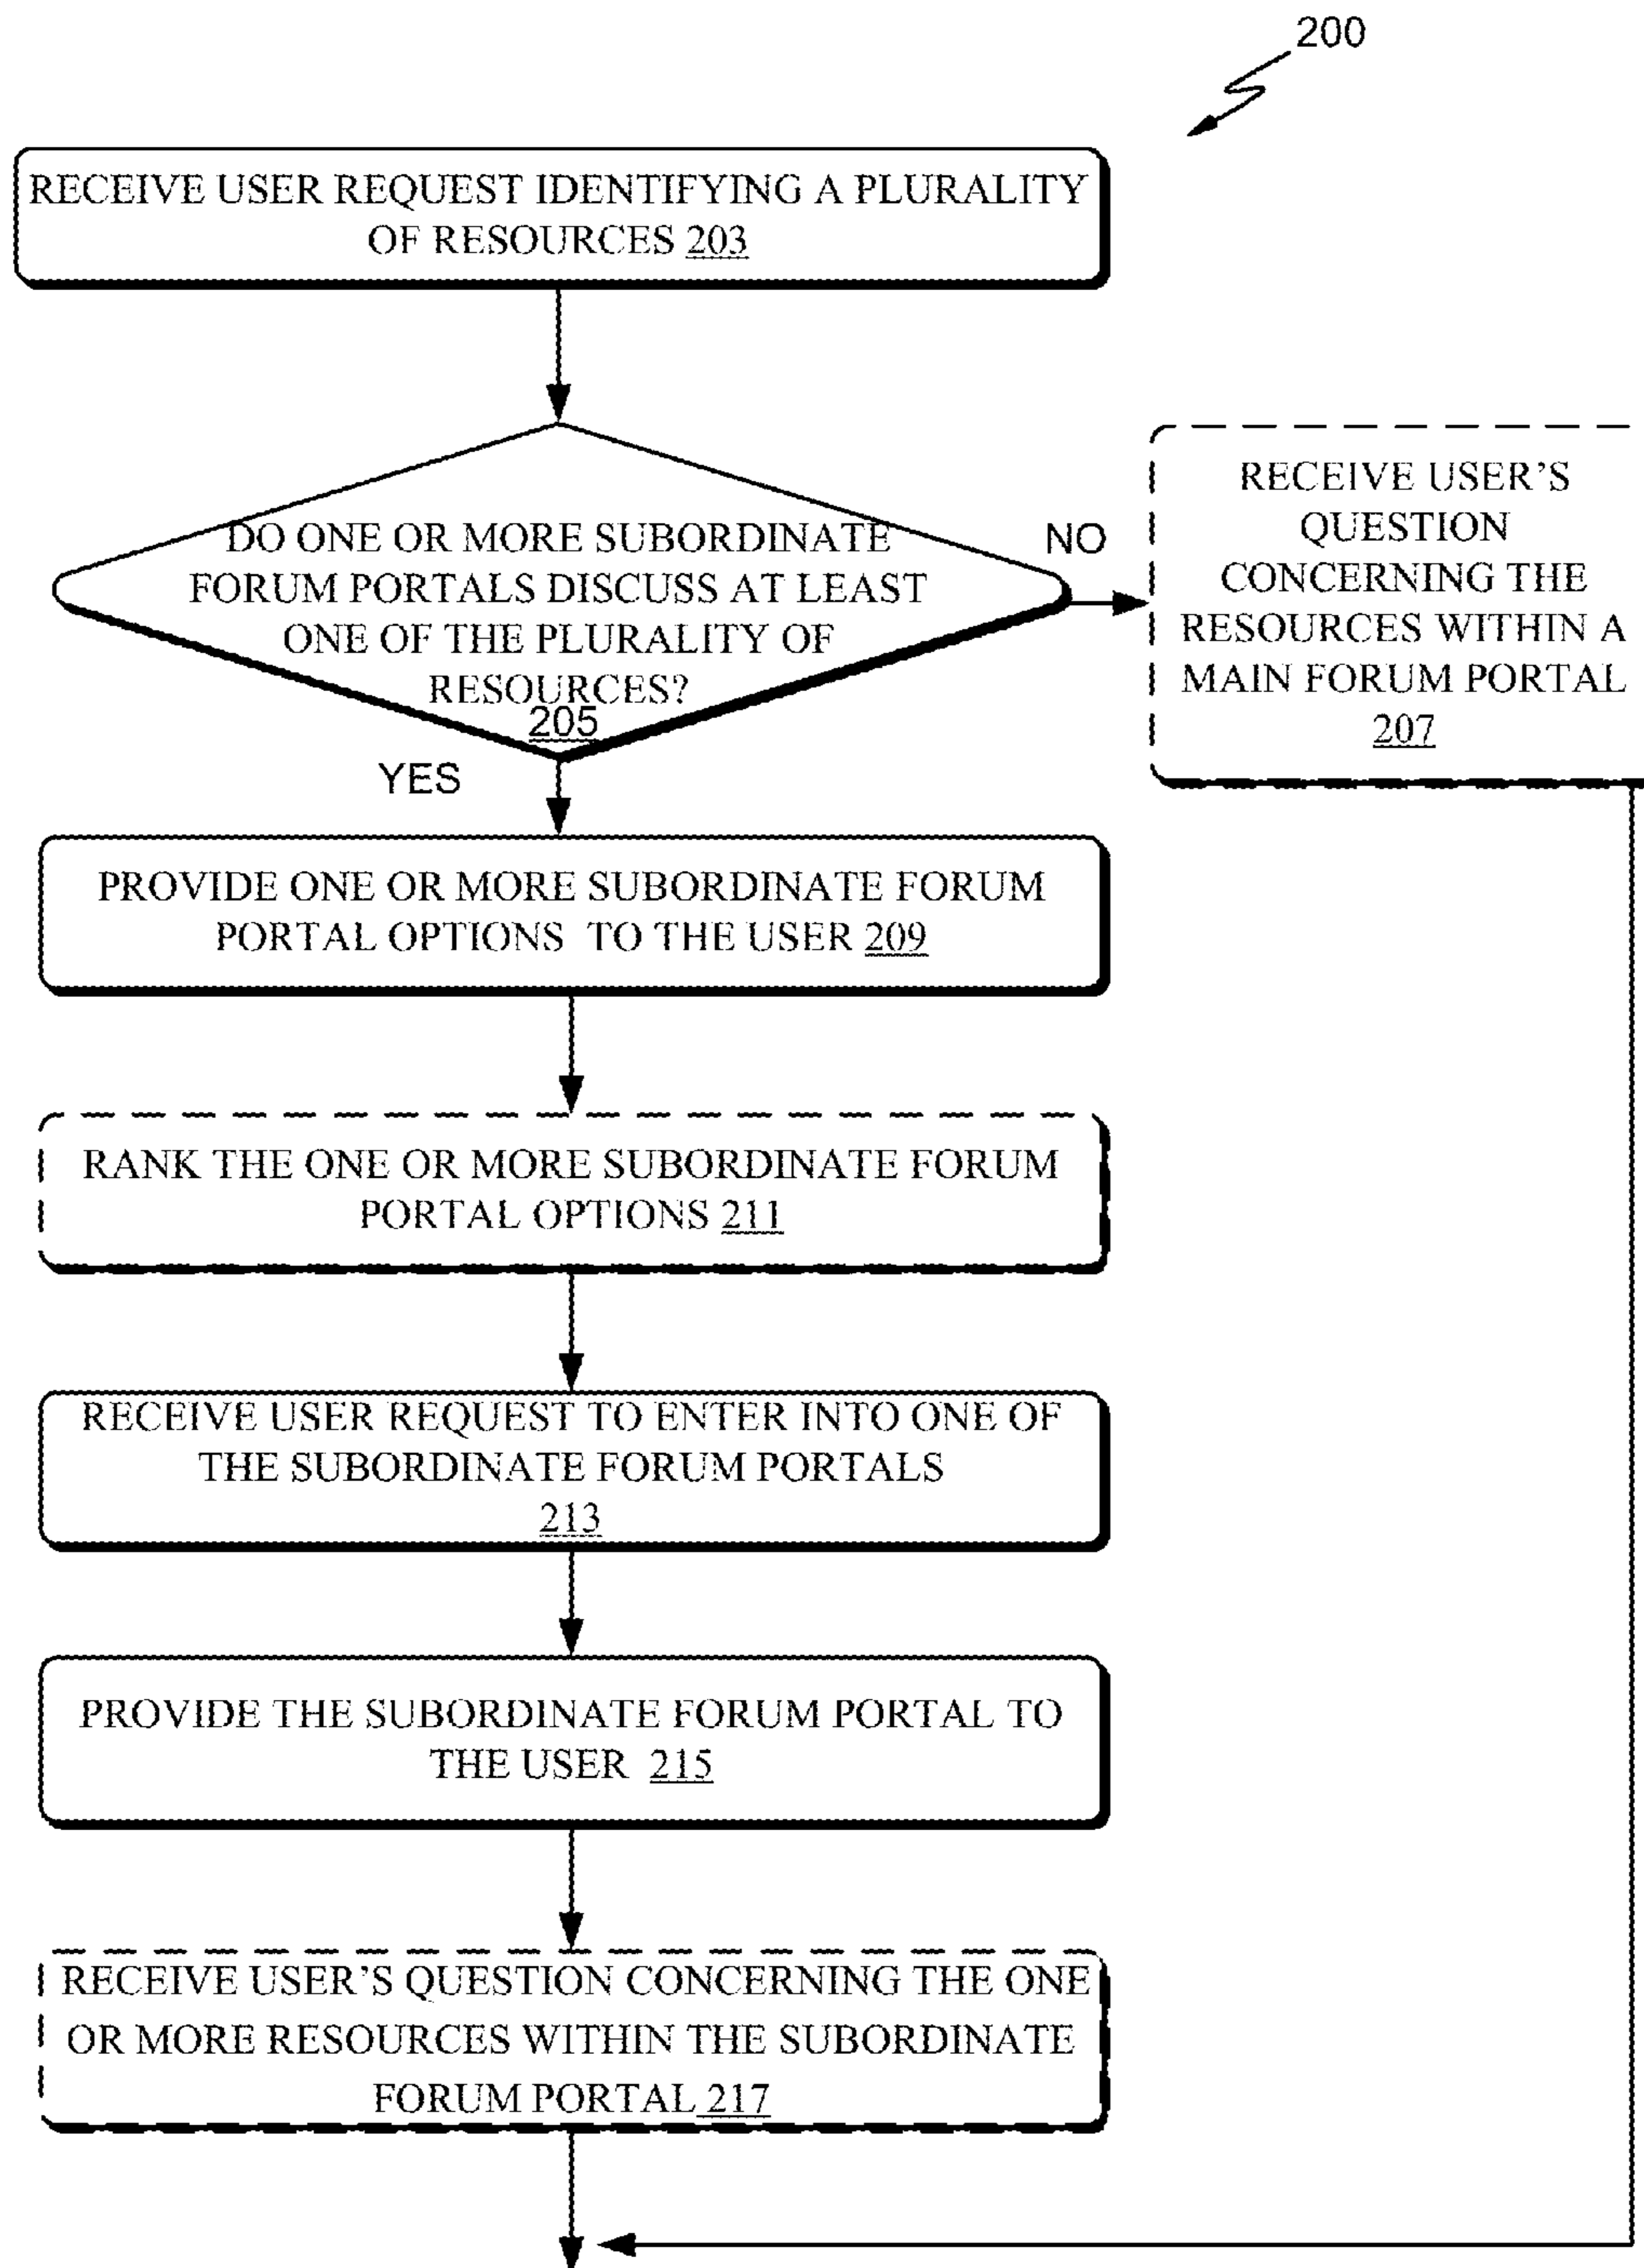 200
RECEIVE USER REQUEST IDENTIFYING A PLURALITY
OF RESOURCES 203
DO ONE OR MORE SUBORDINATE
FORUM PORTALS DISCUSS AT LEAST
ONE OF THE PLURALITY OF
RESOURCES?
205
NO
RECEIVE USER'S
QUESTION
CONCERNING THE
RESOURCES WITHIN A
MAIN FORUM PORTAL
207
YES
PROVIDE ONE OR MORE SUBORDINATE FORUM
PORTAL OPTIONS TO THE USER 209
RANK THE ONE OR MORE SUBORDINATE FORUM
PORTAL OPTIONS 211
RECEIVE USER REQUEST TO ENTER INTO ONE OF
THE SUBORDINATE FORUM PORTALS
213
PROVIDE THE SUBORDINATE FORUM PORTAL TO
THE USER 215
RECEIVE USER'S QUESTION CONCERNING THE ONE
OR MORE RESOURCES WITHIN THE SUBORDINATE
FORUM PORTAL 217